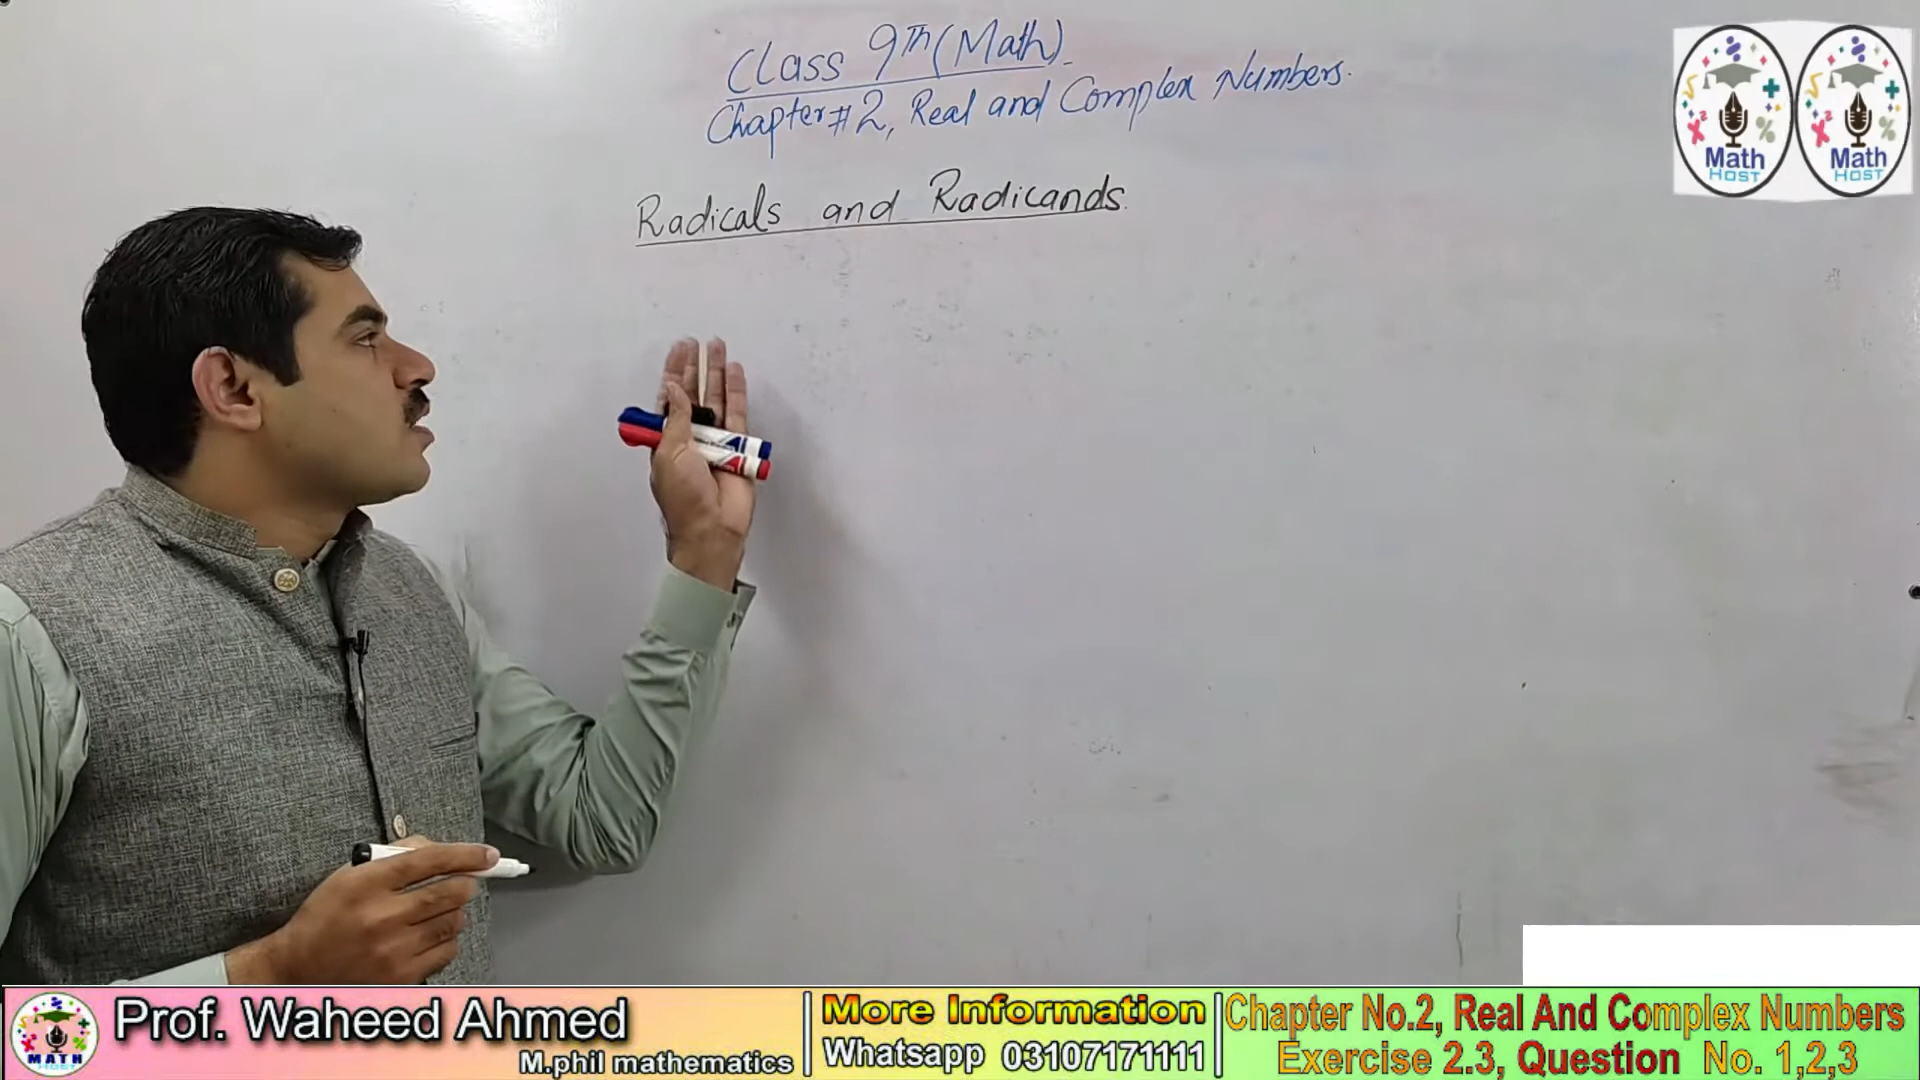 Class 9Th (Math)
Chapter # 2, Real and Complex Numbers.
Radicals and Radicands.
Math
HOST
Math
HOST
MATH
HOST
Prof. Waheed Ahmed
M.phil mathematics
More Information
Whatsapp 03107171111
Chapter No.2, Real And Complex Numbers
Exercise 2.3, Question No. 1,2,3